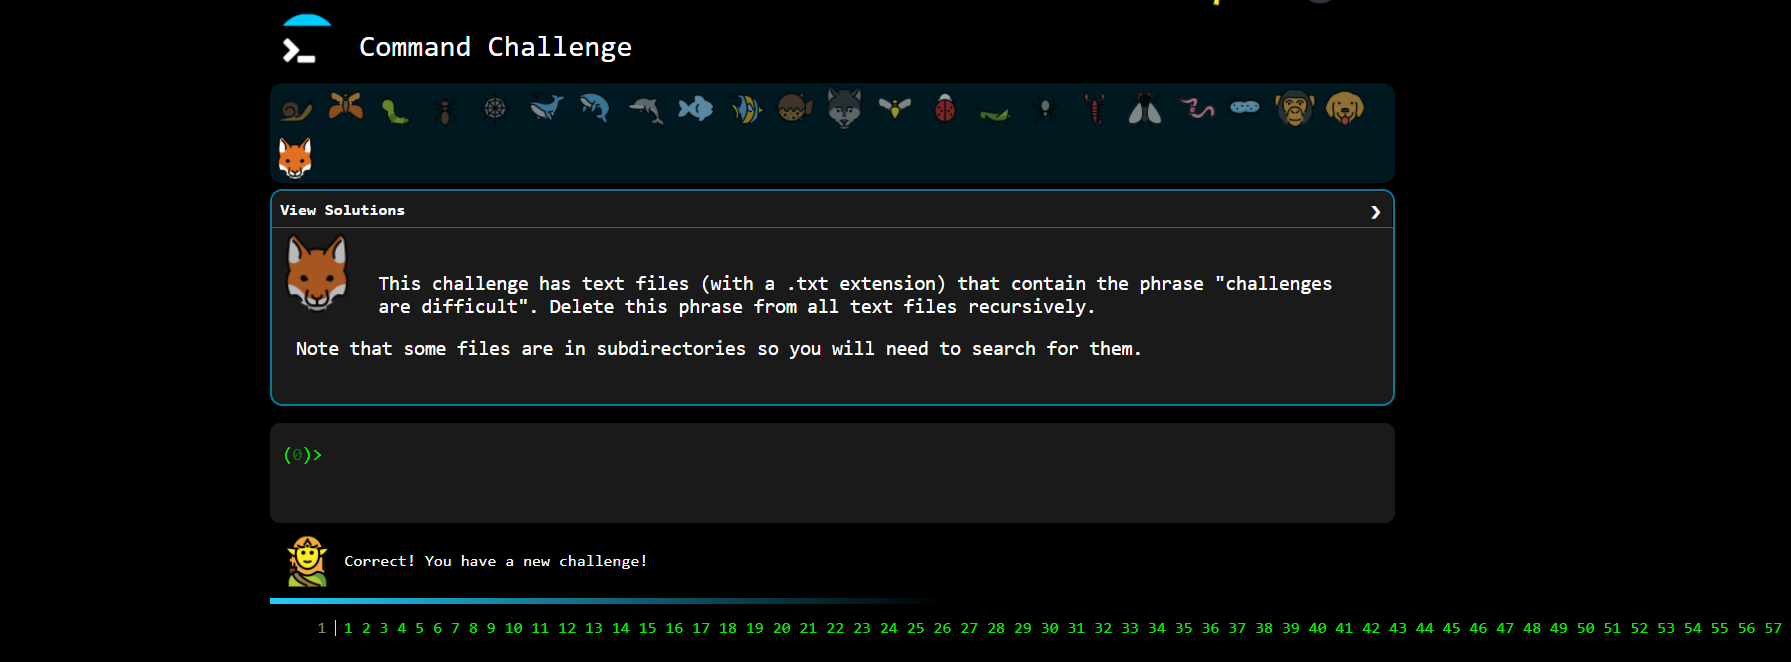 Command Challenge
View Solutions
This challenge has text files (with a .txt extension) that contain the phrase "challenges
are difficult". Delete this phrase from all text files recursively.
Note that some files are in subdirectories so you will need to search for them.
(0)>
Correct! You have a new challenge!
1 | 1 2 3 4 5 6 7 8 9 10 11 12 13 14 15 16 17 18 19 20 21 22 23 24 25 26 27 28 29 30 31 32 33 34 35 36 37 38 39 40 41 42 43 44 45 46 47 48 49 50 51 52 53 54 55 56 57